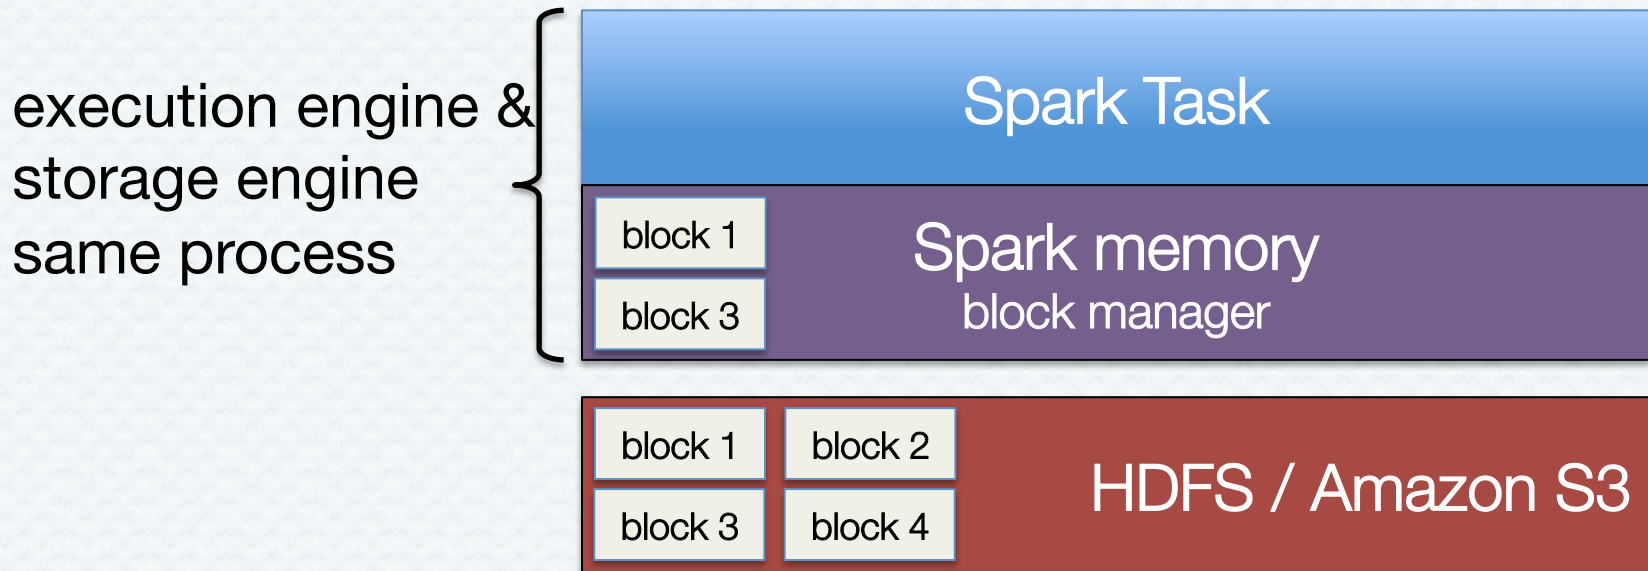 execution engine &
storage engine
same process
Spark Task
block 1
block 3
Spark memory
block manager
block 1
block 2
block 3
block 4
HDFS / Amazon S3